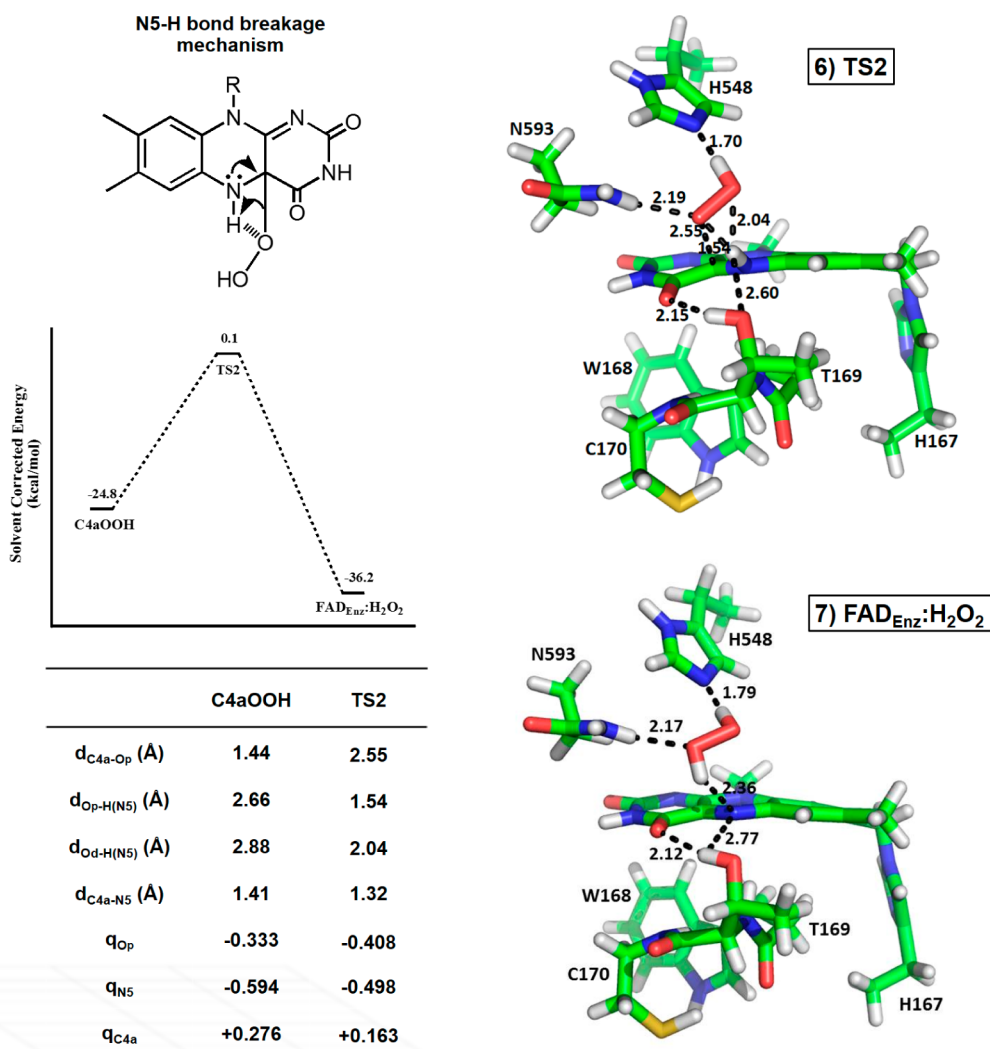 N5-H bond breakage
mechanism
R
N
N
O
NH
N
H
O
O
HO
Solvent Corrected Energy
(kcal/mol)
0.1
TS2
-24.8
C4aOOH
-36.2
FADEnz:H2O2
C4aOOH TS2
dC4a-Op (Å) 1.44 2.55
dOp-H(N5) (Å) 2.66 1.54
dOd-H(N5) (Å) 2.88 2.04
dC4a-N5 (Å) 1.41 1.32
qOp -0.333 -0.408
qN5 -0.594 -0.498
qC4a +0.276 +0.163
6) TS2
H548
N593
1.70
2.19
2.04
2.55
1.54
2.60
2.15
W168
T169
C170
H167
7) FADEnz:H2O2
H548
N593
1.79
2.17
2.36
2.77
2.12
W168
T169
C170
H167